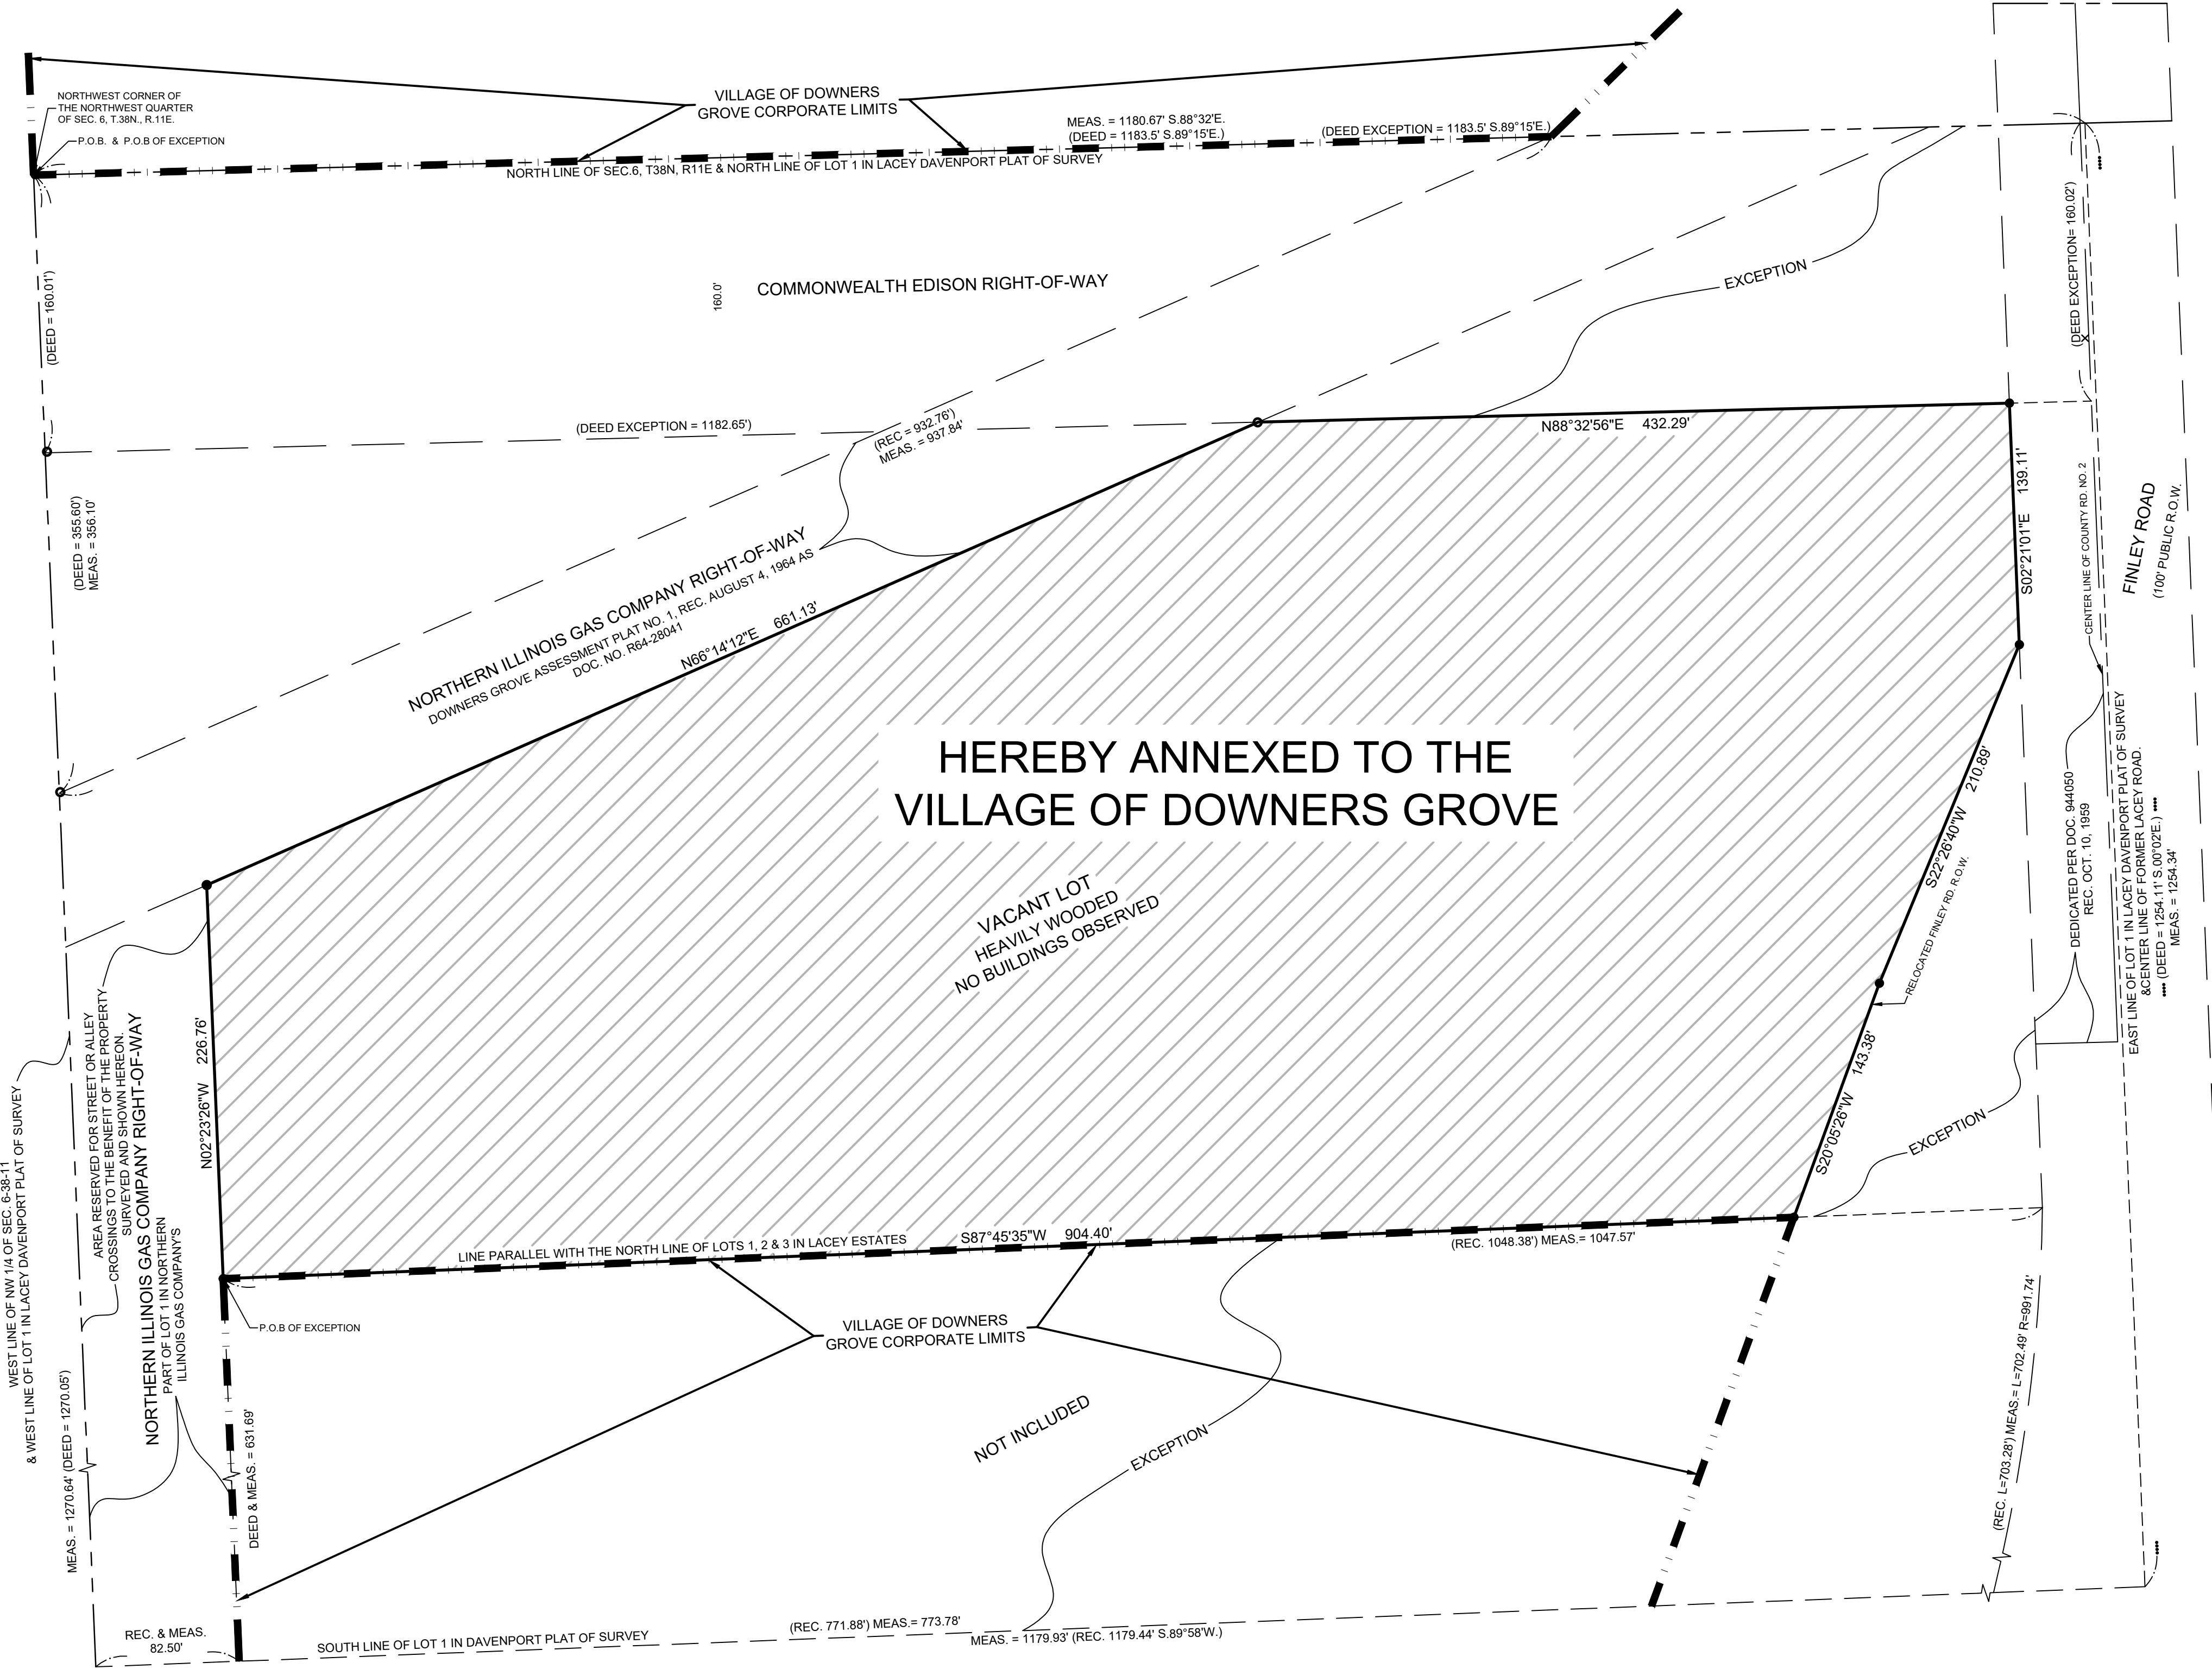 VILLAGE OF DOWNERS
GROVE CORPORATE LIMITS
NORTHWEST CORNER OF
THE NORTHWEST QUARTER
OF SEC. 6, T.38N., R.11E.
P.O.B. & P.O.B OF EXCEPTION
MEAS. = 1180.67' S.88°32'E.
(DEED = 1183.5' S.89°15'E.)
(DEED EXCEPTION = 1183.5' S.89°15'E.)
NORTH LINE OF SEC.6, T38N, R11E & NORTH LINE OF LOT 1 IN LACEY DAVENPORT PLAT OF SURVEY
(DEED = 160.01')
160.0'
COMMONWEALTH EDISON RIGHT-OF-WAY
EXCEPTION
(DEED EXCEPTION= 160.02')
X
(DEED EXCEPTION = 1182.65')
(REC = 932.76')
MEAS. = 937.84'
N88°32'56"E 432.29'
S02°21'01"E 139.11'
CENTER LINE OF COUNTY RD. NO. 2
FINLEY ROAD
(100' PUBLIC R.O.W.
(DEED = 355.60')
MEAS. = 356.10'
NORTHERN ILLINOIS GAS COMPANY RIGHT-OF-WAY
DOWNERS GROVE ASSESSMENT PLAT NO. 1, REC. AUGUST 4, 1964 AS
DOC. NO. R64-28041
N66°14'12"E 661.13'
HEREBY ANNEXED TO THE
VILLAGE OF DOWNERS GROVE
VACANT LOT
HEAVILY WOODED
NO BUILDINGS OBSERVED
S22°26'40"W 210.89'
RELOCATED FINLEY RD. R.O.W.
DEDICATED PER DOC. 944050
REC. OCT. 10, 1959
EAST LINE OF LOT 1 IN LACEY DAVENPORT PLAT OF SURVEY
&CENTER LINE OF FORMER LACEY ROAD.
•••• (DEED = 1254.11' S.00°02'E.) ••••
MEAS. = 1254.34'
S20°05'26"W 143.38'
EXCEPTION
N02°23'26"W 226.76'
AREA RESERVED FOR STREET OR ALLEY
CROSSINGS TO THE BENEFIT OF THE PROPERTY
SURVEYED AND SHOWN HEREON.
NORTHERN ILLINOIS GAS COMPANY RIGHT-OF-WAY
PART OF LOT 1 IN NORTHERN
ILLINOIS GAS COMPANY'S
WEST LINE OF NW 1/4 OF SEC. 6-38-11
& WEST LINE OF LOT 1 IN LACEY DAVENPORT PLAT OF SURVEY
LINE PARALLEL WITH THE NORTH LINE OF LOTS 1, 2 & 3 IN LACEY ESTATES
S87°45'35"W 904.40'
(REC. 1048.38') MEAS.= 1047.57'
P.O.B OF EXCEPTION
VILLAGE OF DOWNERS
GROVE CORPORATE LIMITS
NOT INCLUDED
EXCEPTION
MEAS. = 1270.64' (DEED = 1270.05')
DEED & MEAS. = 631.69'
(REC. L=703.28') MEAS.= L=702.49' R=991.74'
REC. & MEAS.
82.50'
SOUTH LINE OF LOT 1 IN DAVENPORT PLAT OF SURVEY
(REC. 771.88') MEAS.= 773.78'
MEAS. = 1179.93' (REC. 1179.44' S.89°58'W.)